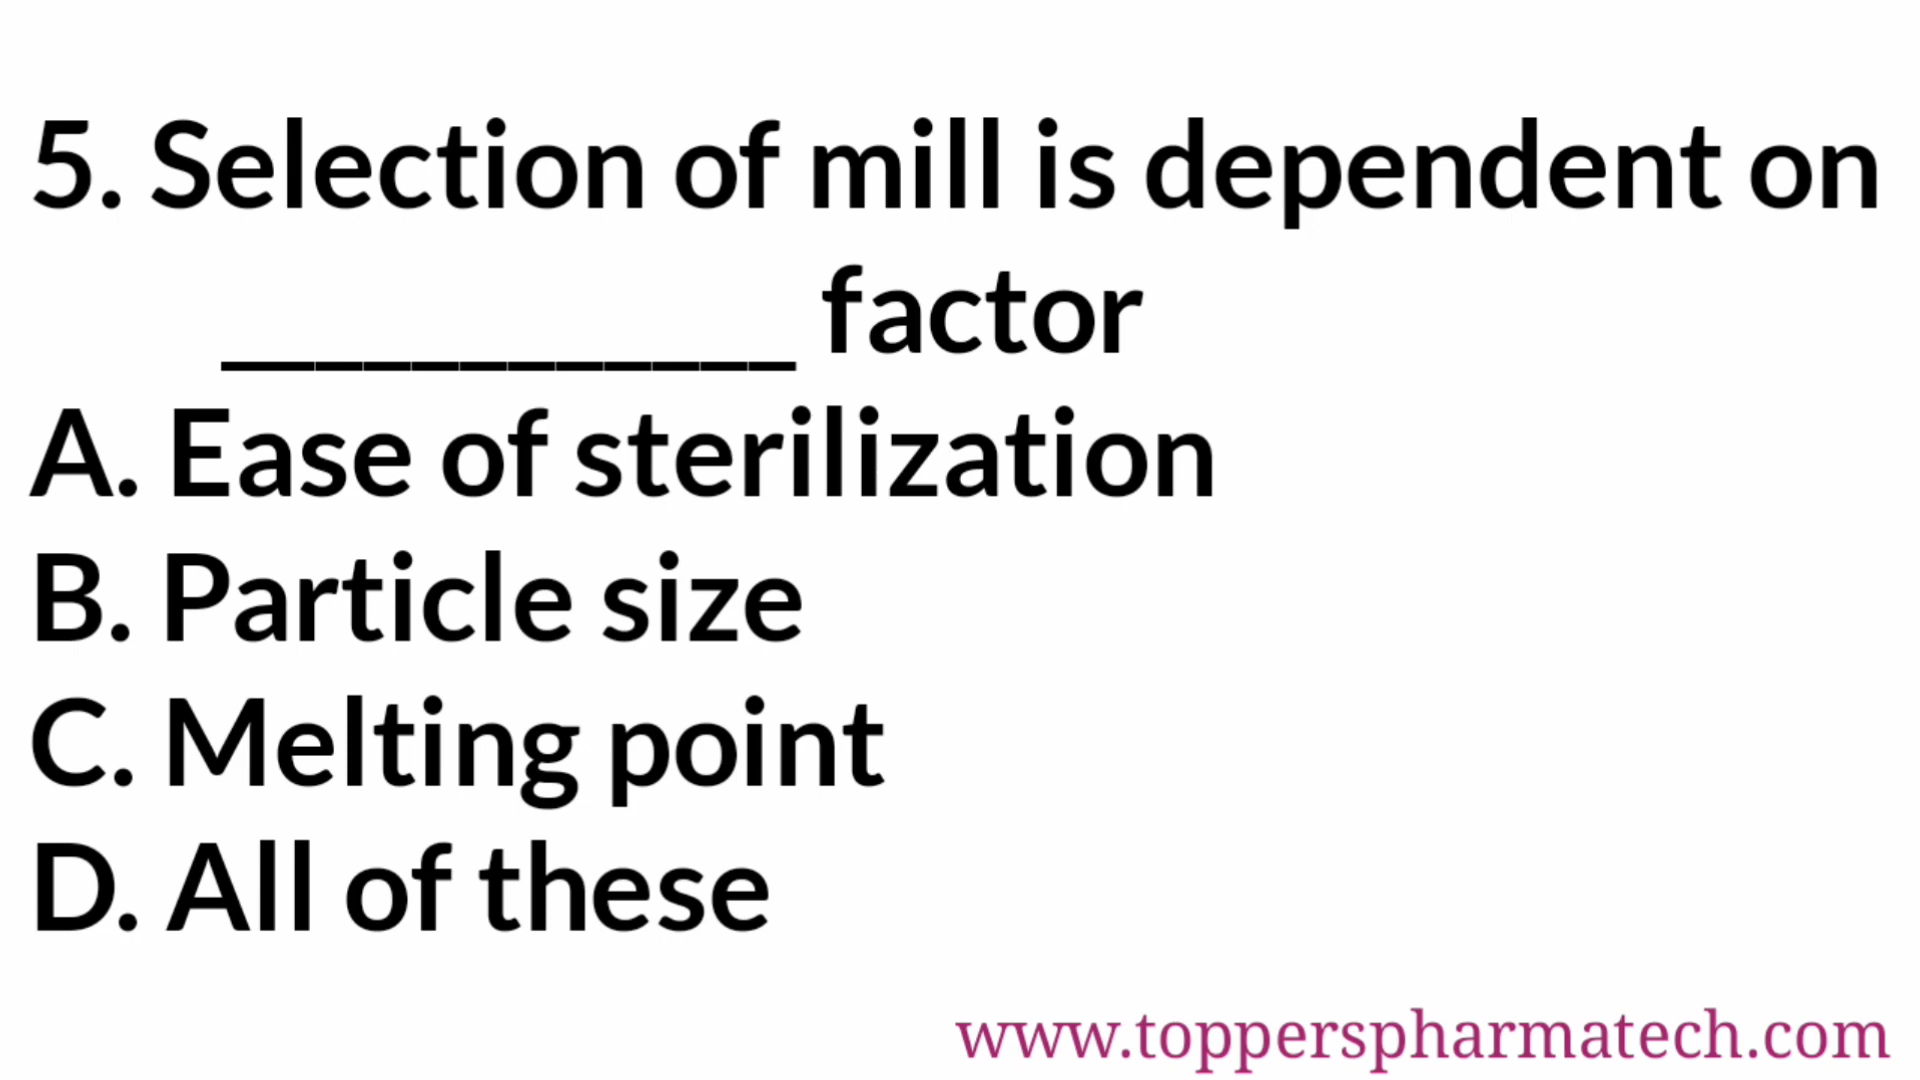 5. Selection of mill is dependent on
____________ factor
A. Ease of sterilization
B. Particle size
C. Melting point
D. All of these
www.topperspharmatech.com